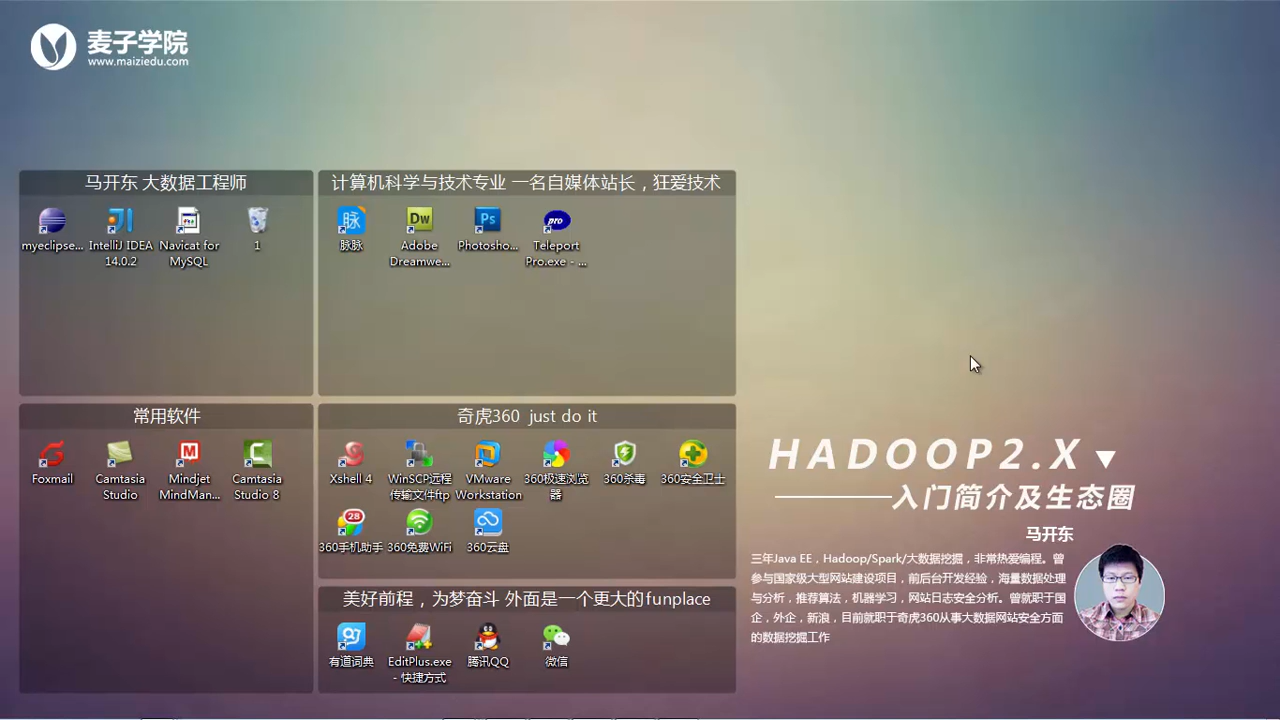 麦子学院
www.maiziedu.com
马开东 大数据工程师
myeclipse...
IntelliJ IDEA
14.0.2
Navicat for
MySQL
1
计算机科学与技术专业 一名自媒体站长，狂爱技术
脉
脉脉
Dw
Adobe
Dreamwe...
Ps
Photosho...
pro
Teleport
Pro.exe - ...
常用软件
Foxmail
Camtasia
Studio
M
Mindjet
MindMan...
C
Camtasia
Studio 8
奇虎360 just do it
Xshell 4
WinSCP远程
传输文件ftp
VMware
Workstation
360极速浏览
器
360杀毒
360安全卫士
28
360手机助手
360免费WiFi
360云盘
美好前程，为梦奋斗 外面是一个更大的funplace
有道词典
EditPlus.exe
- 快捷方式
腾讯QQ
微信
HADOOP2.X
入门简介及生态圈
马开东
三年Java EE，Hadoop/Spark/大数据挖掘，非常热爱编程。曾
参与国家级大型网站建设项目，前后台开发经验，海量数据处理
与分析，推荐算法，机器学习，网站日志安全分析。曾就职于国
企，外企，新浪，目前就职于奇虎360从事大数据网站安全方面
的数据挖掘工作